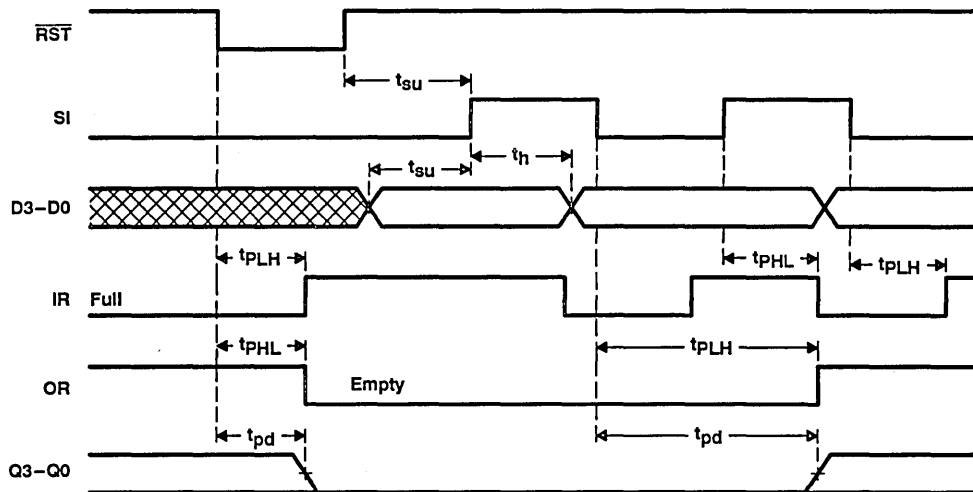 RST
tsu
SI
tsu
th
D3–D0
tPLH
tPHL
tPLH
IR
Full
tPHL
tPLH
OR
Empty
tpd
tpd
Q3–Q0